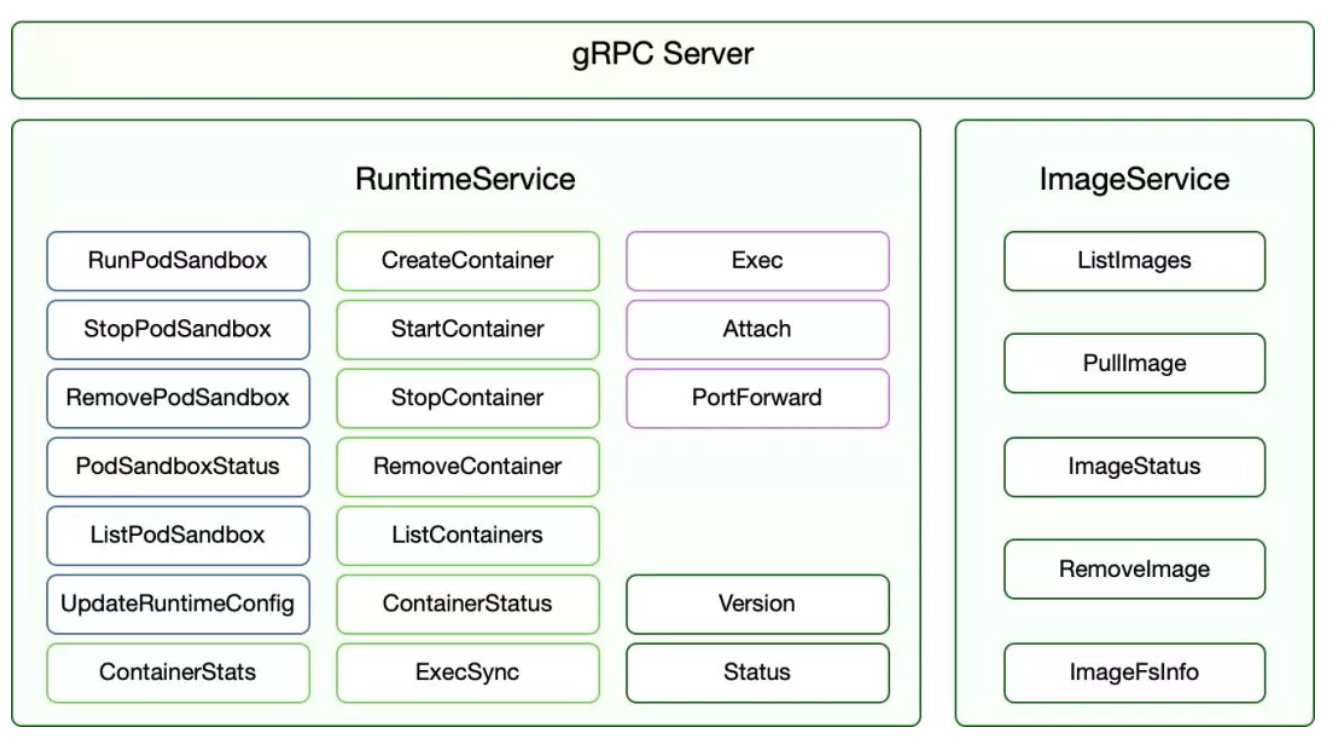 gRPC Server
RuntimeService
RunPodSandbox
StopPodSandbox
RemovePodSandbox
PodSandboxStatus
ListPodSandbox
UpdateRuntimeConfig
ContainerStats
CreateContainer
StartContainer
StopContainer
RemoveContainer
ListContainers
ContainerStatus
ExecSync
Exec
Attach
PortForward
Version
Status
ImageService
ListImages
PullImage
ImageStatus
RemoveImage
ImageFsInfo